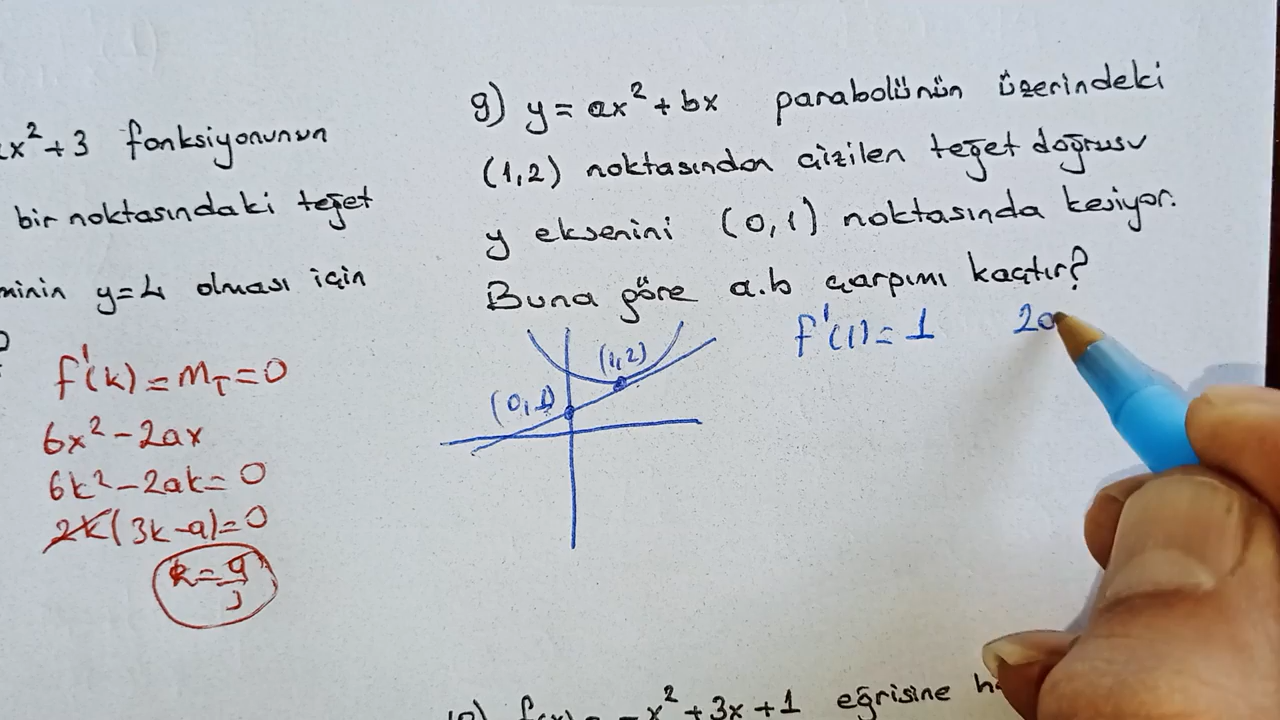 x²+3 fonksiyonunun
bir noktasındaki teğet
minin y=4 olması için
?
f'(k)=m_T=0
6x²-2ax
6k²-2ak=0
2k(3k-a)=0
k=a/3
9) y=ax²+bx parabolünün üzerindeki
(1,2) noktasından çizilen teğet doğrusu
y eksenini (0,1) noktasında kesiyor.
Buna göre a.b çarpımı kaçtır?
(1,2)
(0,1)
f'(1)=1 2a
10) f(x)=-x²+3x+1 eğrisine